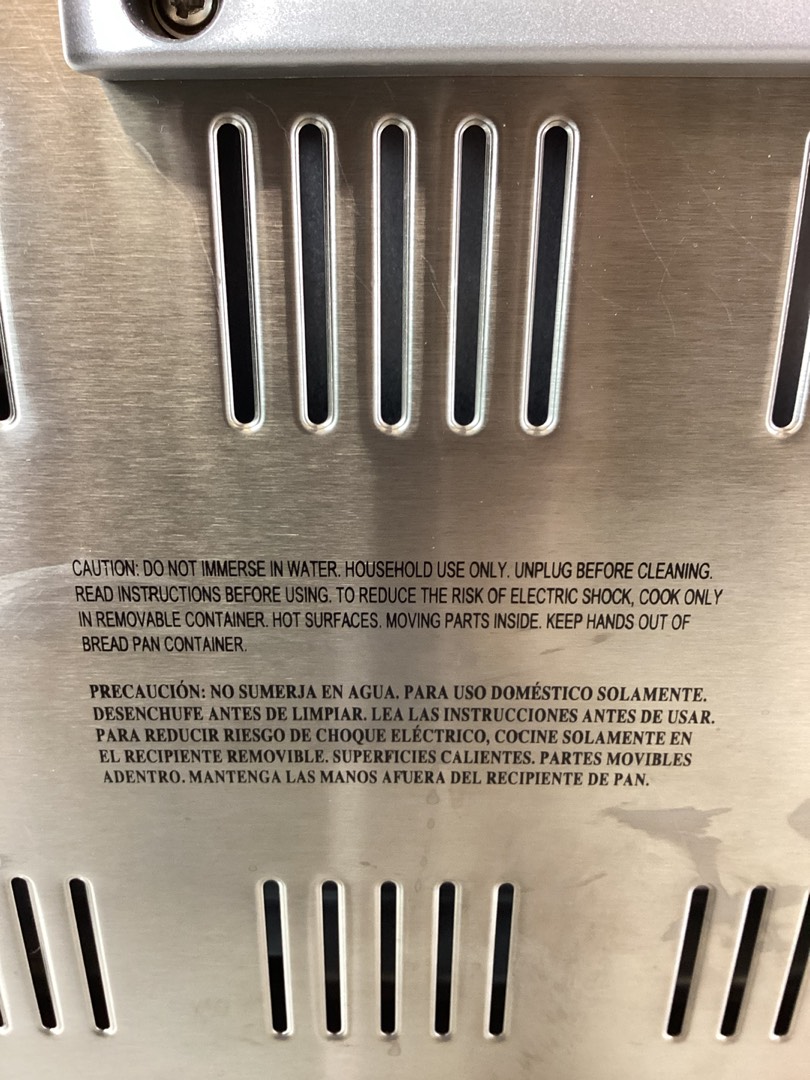 CAUTION: DO NOT IMMERSE IN WATER. HOUSEHOLD USE ONLY. UNPLUG BEFORE CLEANING.
READ INSTRUCTIONS BEFORE USING. TO REDUCE THE RISK OF ELECTRIC SHOCK, COOK ONLY
IN REMOVABLE CONTAINER. HOT SURFACES. MOVING PARTS INSIDE. KEEP HANDS OUT OF
BREAD PAN CONTAINER.
PRECAUCIÓN: NO SUMERJA EN AGUA. PARA USO DOMÉSTICO SOLAMENTE.
DESENCHUFE ANTES DE LIMPIAR. LEA LAS INSTRUCCIONES ANTES DE USAR.
PARA REDUCIR RIESGO DE CHOQUE ELÉCTRICO, COCINE SOLAMENTE EN
EL RECIPIENTE REMOVIBLE. SUPERFICIES CALIENTES. PARTES MOVIBLES
ADENTRO. MANTENGA LAS MANOS AFUERA DEL RECIPIENTE DE PAN.